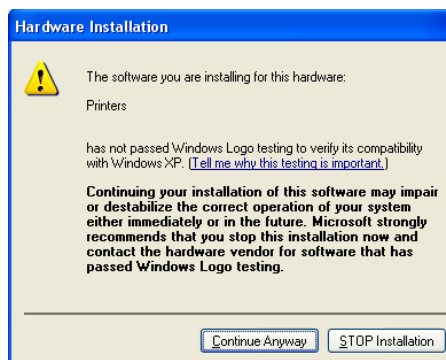 Hardware Installation
The software you are installing for this hardware:
Printers
has not passed Windows Logo testing to verify its compatibility
with Windows XP. (Tell me why this testing is important.)
Continuing your installation of this software may impair
or destabilize the correct operation of your system
either immediately or in the future. Microsoft strongly
recommends that you stop this installation now and
contact the hardware vendor for software that has
passed Windows Logo testing.
Continue Anyway
STOP Installation